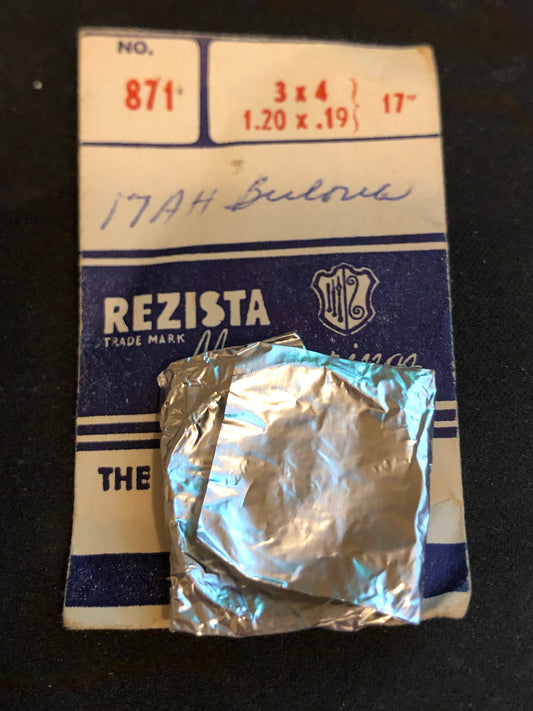 NO.
871
3 x 4
1.20 x .19} 17"
17AH Bulova
REZISTA
TRADE MARK
THE